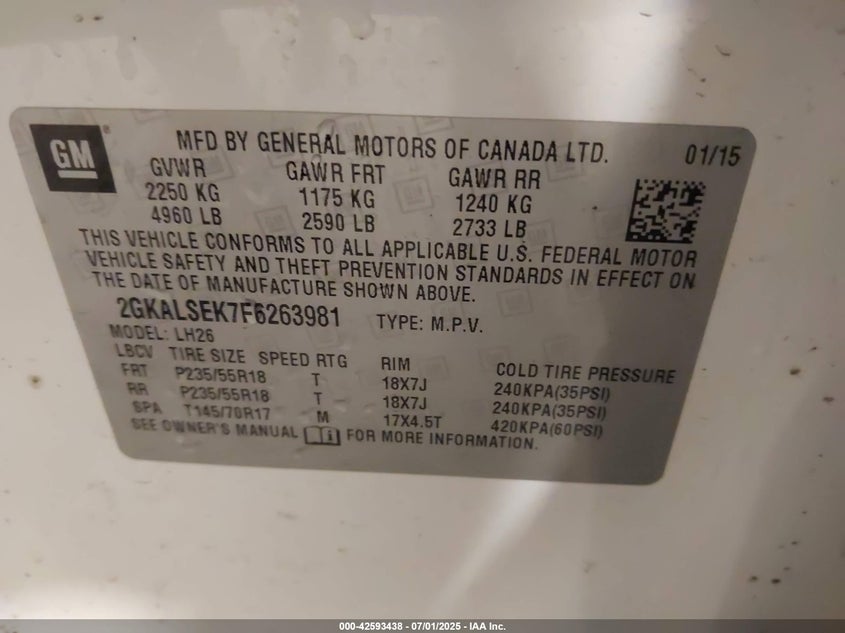 GM ® MFD BY GENERAL MOTORS OF CANADA LTD. 01/15
GVWR GAWR FRT GAWR RR
2250 KG 1175 KG 1240 KG
4960 LB 2590 LB 2733 LB
THIS VEHICLE CONFORMS TO ALL APPLICABLE U.S. FEDERAL MOTOR
VEHICLE SAFETY AND THEFT PREVENTION STANDARDS IN EFFECT ON
THE DATE OF MANUFACTURE SHOWN ABOVE.
2GKALSEK7F6263981 TYPE: M.P.V.
MODEL: LH26
LBCV TIRE SIZE SPEED RTG RIM COLD TIRE PRESSURE
FRT P235/55R18 T 18X7J 240KPA(35PSI)
RR P235/55R18 T 18X7J 240KPA(35PSI)
SPA T145/70R17 M 17X4.5T 420KPA(60PSI)
SEE OWNER'S MANUAL FOR MORE INFORMATION.
000-42593438 - 07/01/2025 - IAA Inc.